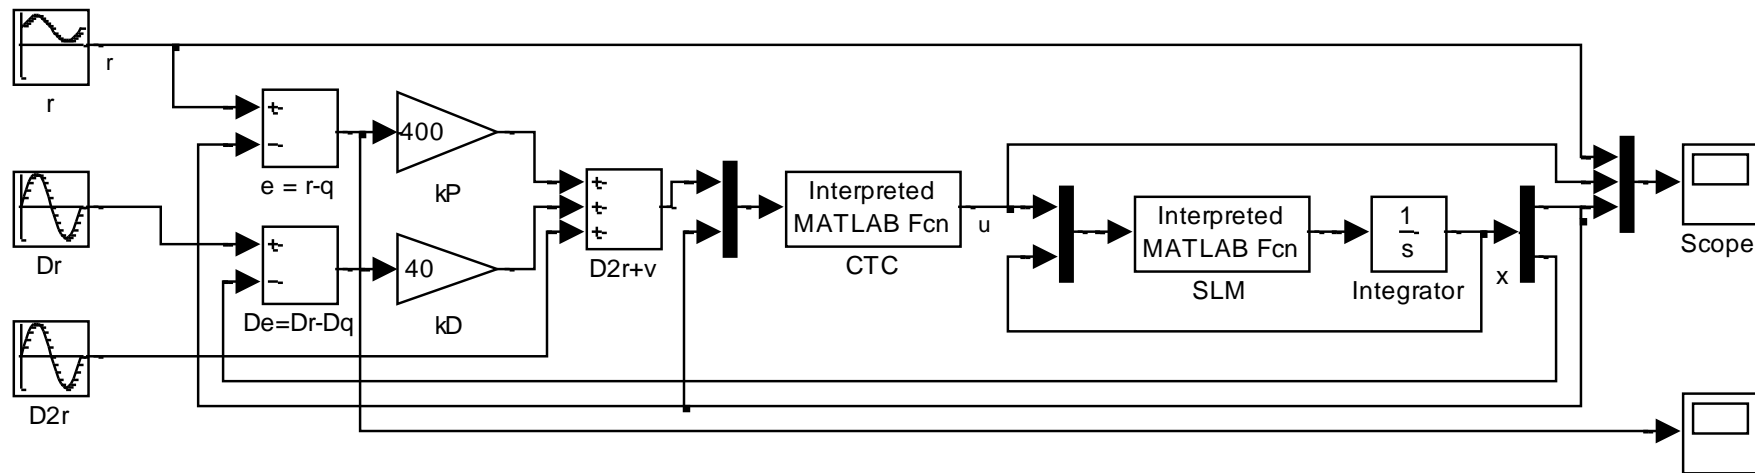 r
r
+
−
e = r-q
400
kP
Dr
+
−
De=Dr-Dq
40
kD
+
+
+
D2r+v
Interpreted
MATLAB Fcn
CTC
u
Interpreted
MATLAB Fcn
SLM
1
s
Integrator
x
Scope
D2r